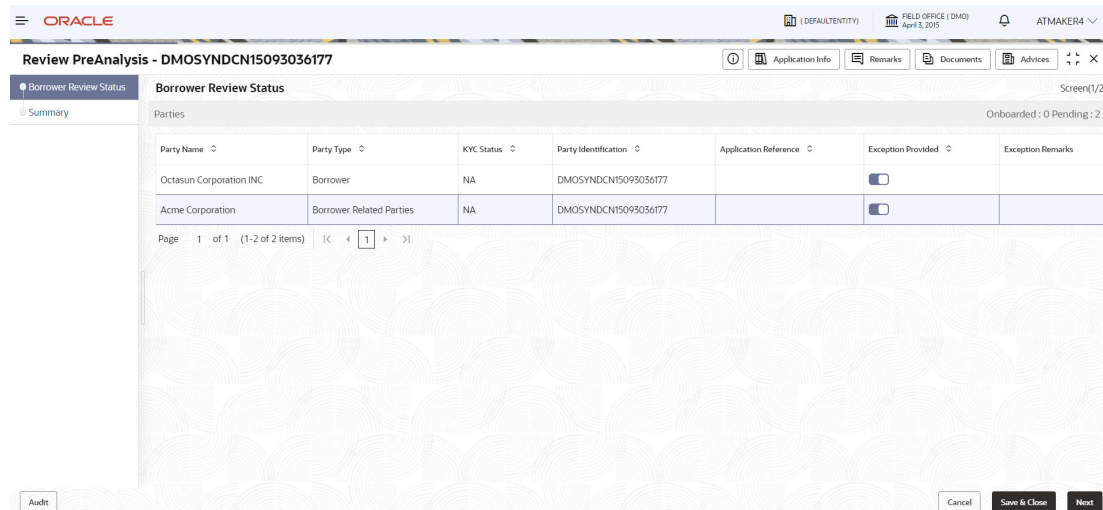 ORACLE
( DEFAULTENTITY)
FIELD OFFICE ( DMO)
April 3, 2015
ATMAKER4
Review PreAnalysis - DMOSYNDCN15093036177
Application Info
Remarks
Documents
Advices
Borrower Review Status
Summary
Borrower Review Status
Screen(1/2
Parties
Onboarded : 0 Pending : 2
Party Name Party Type KYC Status Party Identification Application Reference Exception Provided Exception Remarks
Octasun Corporation INC Borrower NA DMOSYNDCN15093036177
Acme Corporation Borrower Related Parties NA DMOSYNDCN15093036177
Page 1 of 1 (1-2 of 2 items) 1
Audit
Cancel
Save & Close
Next